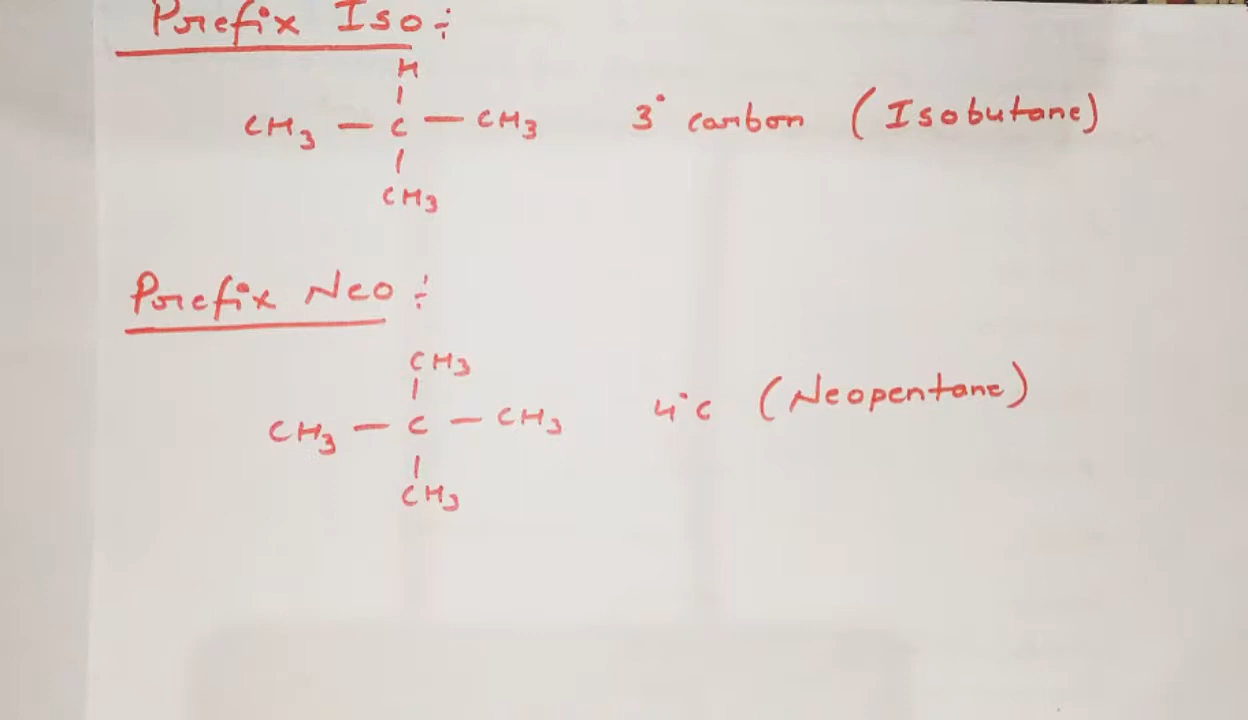 Prefix Iso :-
H
|
CH3 — C — CH3 3° carbon (Isobutane)
|
CH3
Prefix Neo :-
CH3
|
CH3 — C — CH3 4°C (Neopentane)
|
CH3